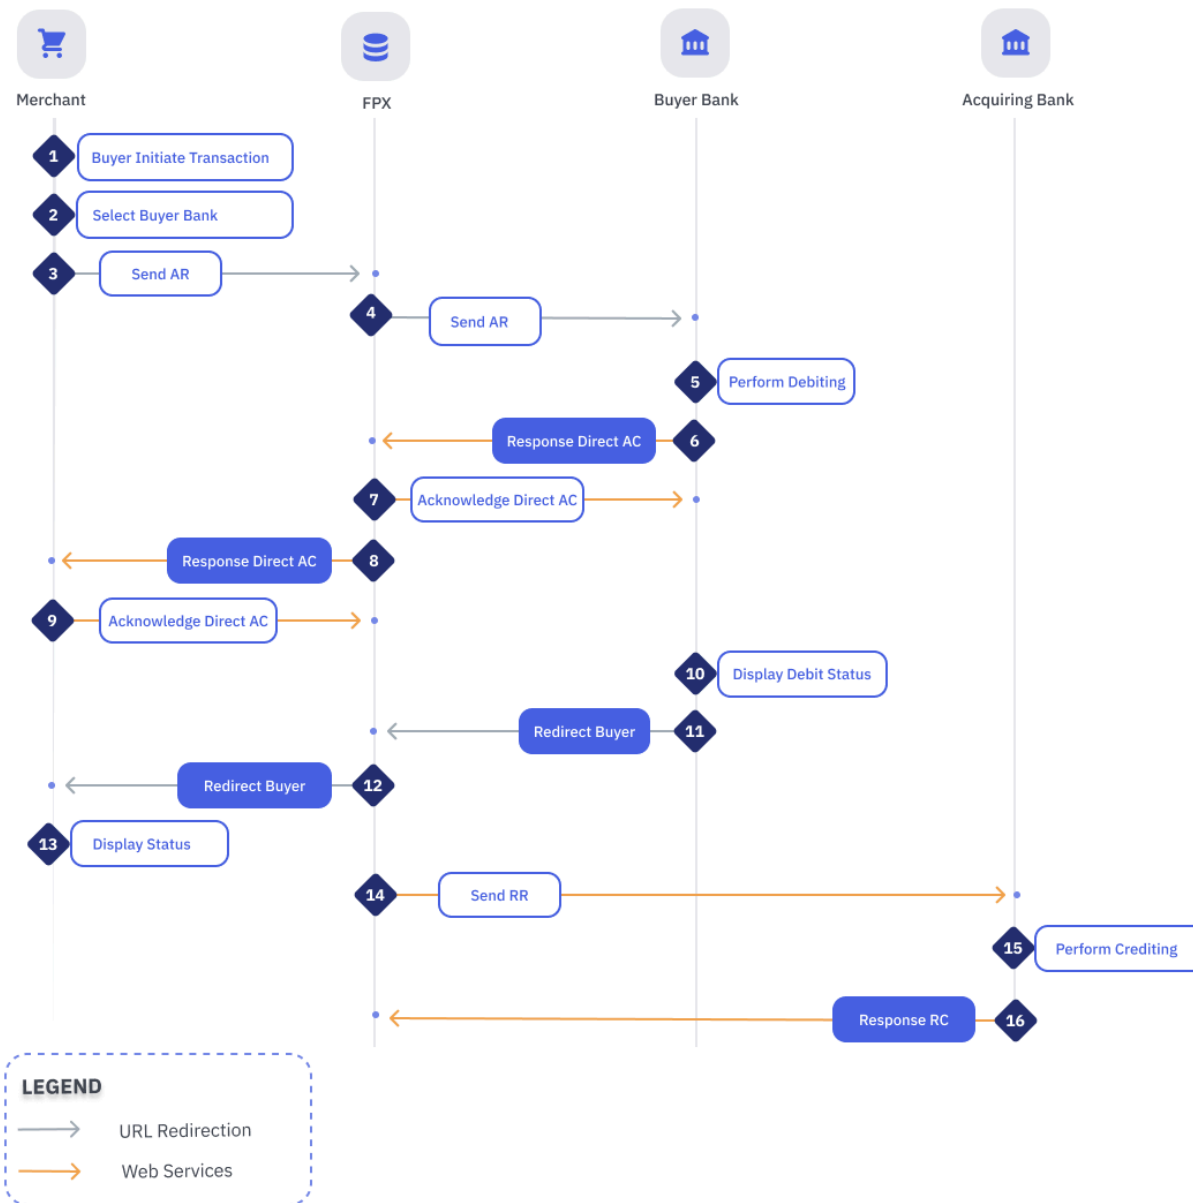 Merchant
FPX
Buyer Bank
Acquiring Bank
1 Buyer Initiate Transaction
2 Select Buyer Bank
3 Send AR
4 Send AR
5 Perform Debiting
Response Direct AC 6
7 Acknowledge Direct AC
Response Direct AC 8
9 Acknowledge Direct AC
10 Display Debit Status
Redirect Buyer 11
Redirect Buyer 12
13 Display Status
14 Send RR
15 Perform Crediting
Response RC 16
LEGEND
URL Redirection
Web Services